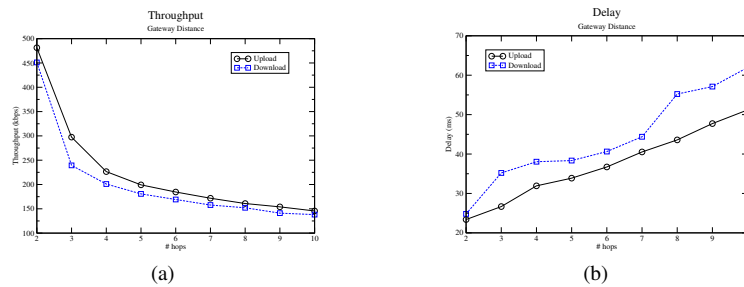 Throughput
Gateway Distance
500
450
400
350
300
250
200
150
100
Throughput (kbps)
Upload
Download
2 3 4 5 6 7 8 9 10
# hops
(a)
Delay
Gateway Distance
70
60
50
40
30
20
Delay (ms)
Upload
Download
2 3 4 5 6 7 8 9
# hops
(b)